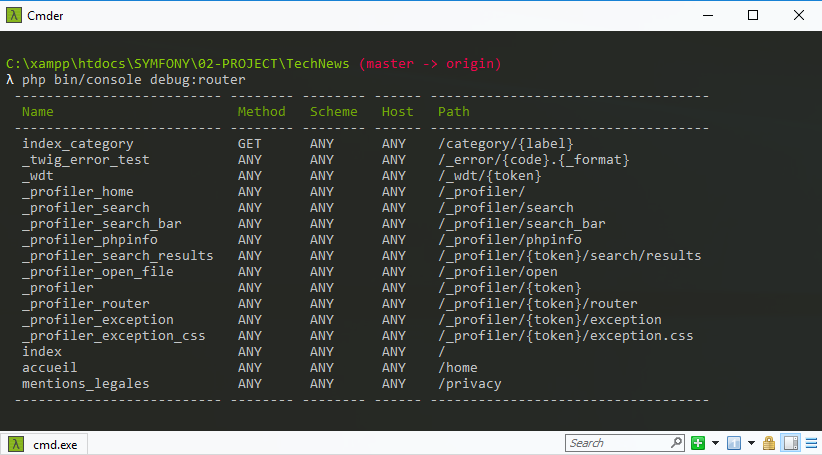 Cmder
C:\xampp\htdocs\SYMFONY\02-PROJECT\TechNews (master -> origin)
λ php bin/console debug:router
-------------------------- -------- -------- ------ -----------------------------------
Name Method Scheme Host Path
-------------------------- -------- -------- ------ -----------------------------------
index_category GET ANY ANY /category/{label}
_twig_error_test ANY ANY ANY /_error/{code}.{_format}
_wdt ANY ANY ANY /_wdt/{token}
_profiler_home ANY ANY ANY /_profiler/
_profiler_search ANY ANY ANY /_profiler/search
_profiler_search_bar ANY ANY ANY /_profiler/search_bar
_profiler_phpinfo ANY ANY ANY /_profiler/phpinfo
_profiler_search_results ANY ANY ANY /_profiler/{token}/search/results
_profiler_open_file ANY ANY ANY /_profiler/open
_profiler ANY ANY ANY /_profiler/{token}
_profiler_router ANY ANY ANY /_profiler/{token}/router
_profiler_exception ANY ANY ANY /_profiler/{token}/exception
_profiler_exception_css ANY ANY ANY /_profiler/{token}/exception.css
index ANY ANY ANY /
accueil ANY ANY ANY /home
mentions_legales ANY ANY ANY /privacy
-------------------------- -------- -------- ------ -----------------------------------
λ cmd.exe Search